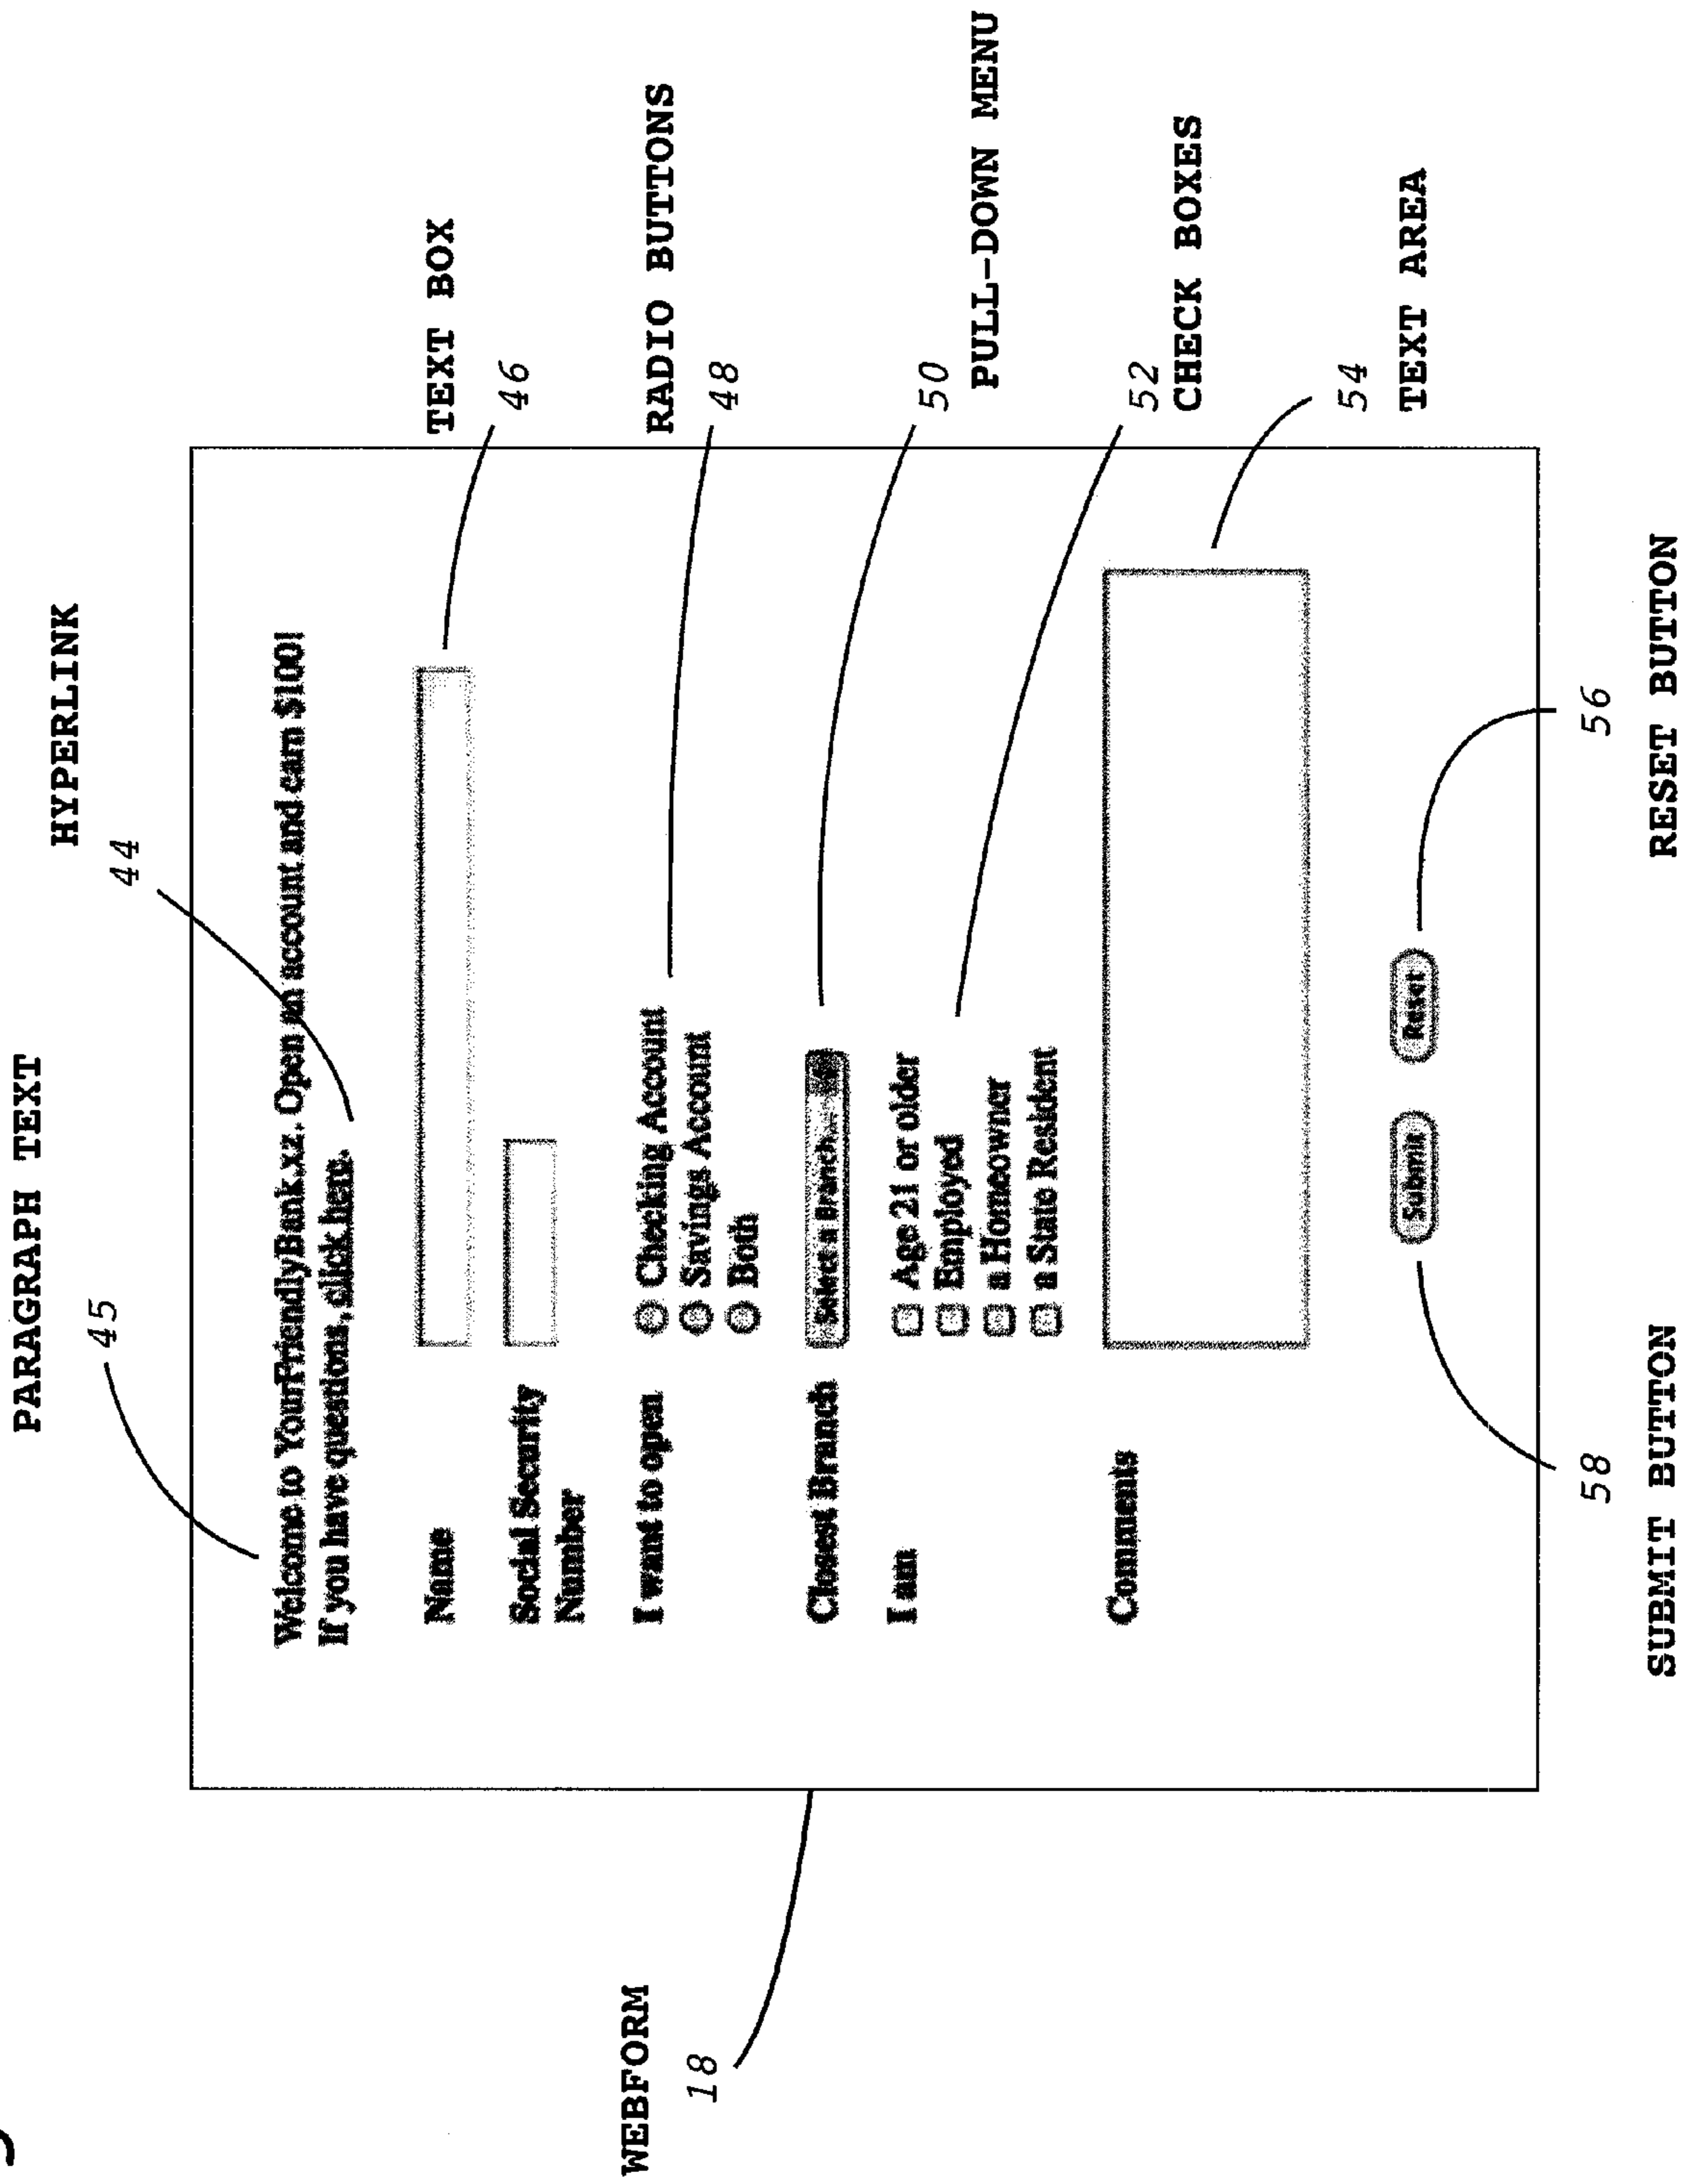 PARAGRAPH TEXT
45
HYPERLINK
44
Welcome to YourFriendlyBank.xz. Open an account and earn $100!
If you have questions, click here.
Name
TEXT BOX
46
Social Security
Number
I want to open
Checking Account
Savings Account
Both
RADIO BUTTONS
48
WEBFORM
18
Closest Branch
Select a Branch...
50
PULL-DOWN MENU
I am
Age 21 or older
Employed
a Homeowner
a State Resident
52
CHECK BOXES
Comments
54
TEXT AREA
Submit
Reset
58
SUBMIT BUTTON
56
RESET BUTTON